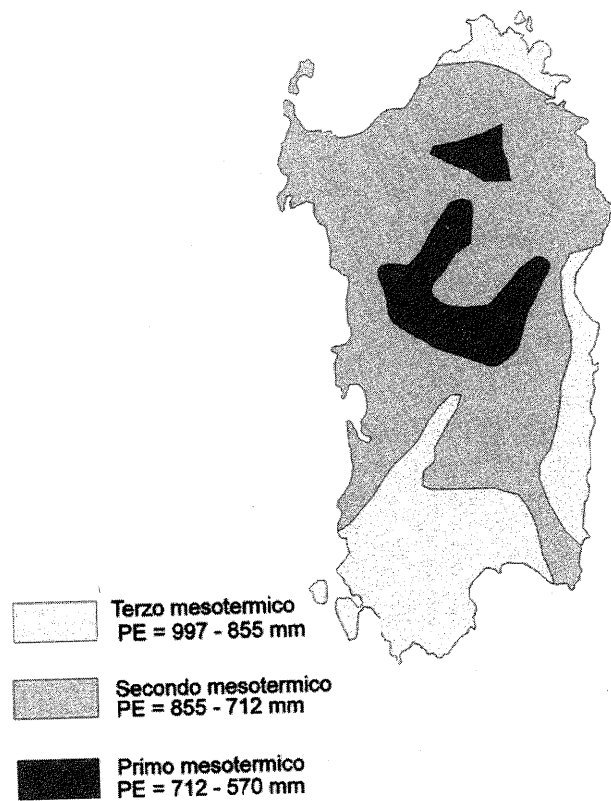 Terzo mesotermico
PE = 997 - 855 mm
Secondo mesotermico
PE = 855 - 712 mm
Primo mesotermico
PE = 712 - 570 mm